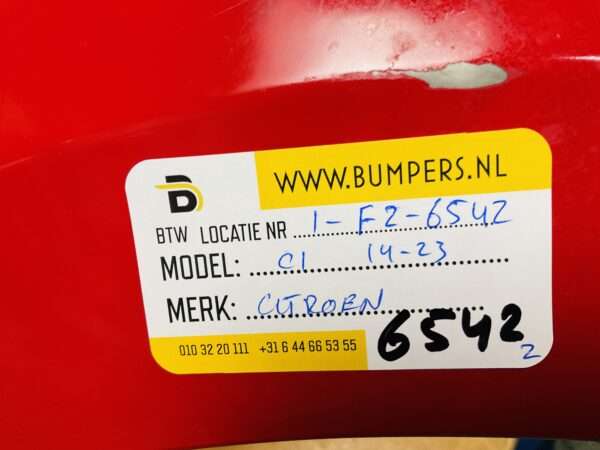 WWW.BUMPERS.NL
B
BTW LOCATIE NR 1-F2-6542
MODEL: C1 14-23
MERK: CITROEN
010 32 20 111 +31 6 44 66 53 55
6542
2